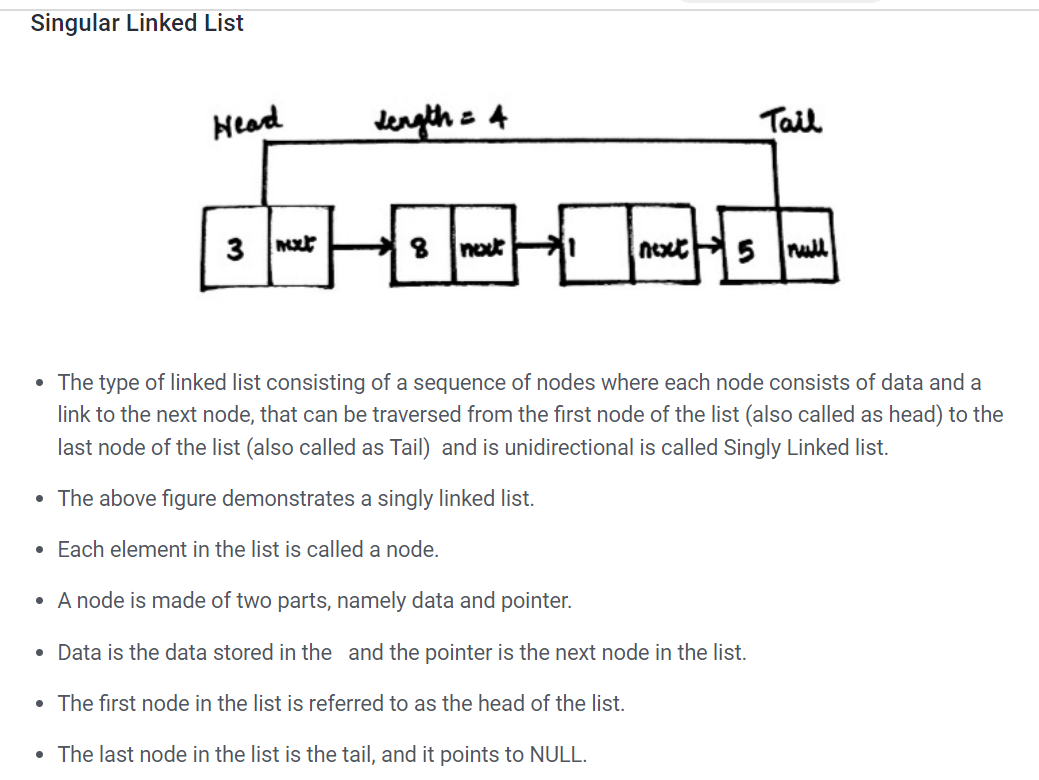 Singular Linked List
Head Length = 4 Tail
3 next 8 next 1 next 5 null
The type of linked list consisting of a sequence of nodes where each node consists of data and a
link to the next node, that can be traversed from the first node of the list (also called as head) to the
last node of the list (also called as Tail) and is unidirectional is called Singly Linked list.
The above figure demonstrates a singly linked list.
Each element in the list is called a node.
A node is made of two parts, namely data and pointer.
Data is the data stored in the and the pointer is the next node in the list.
The first node in the list is referred to as the head of the list.
The last node in the list is the tail, and it points to NULL.